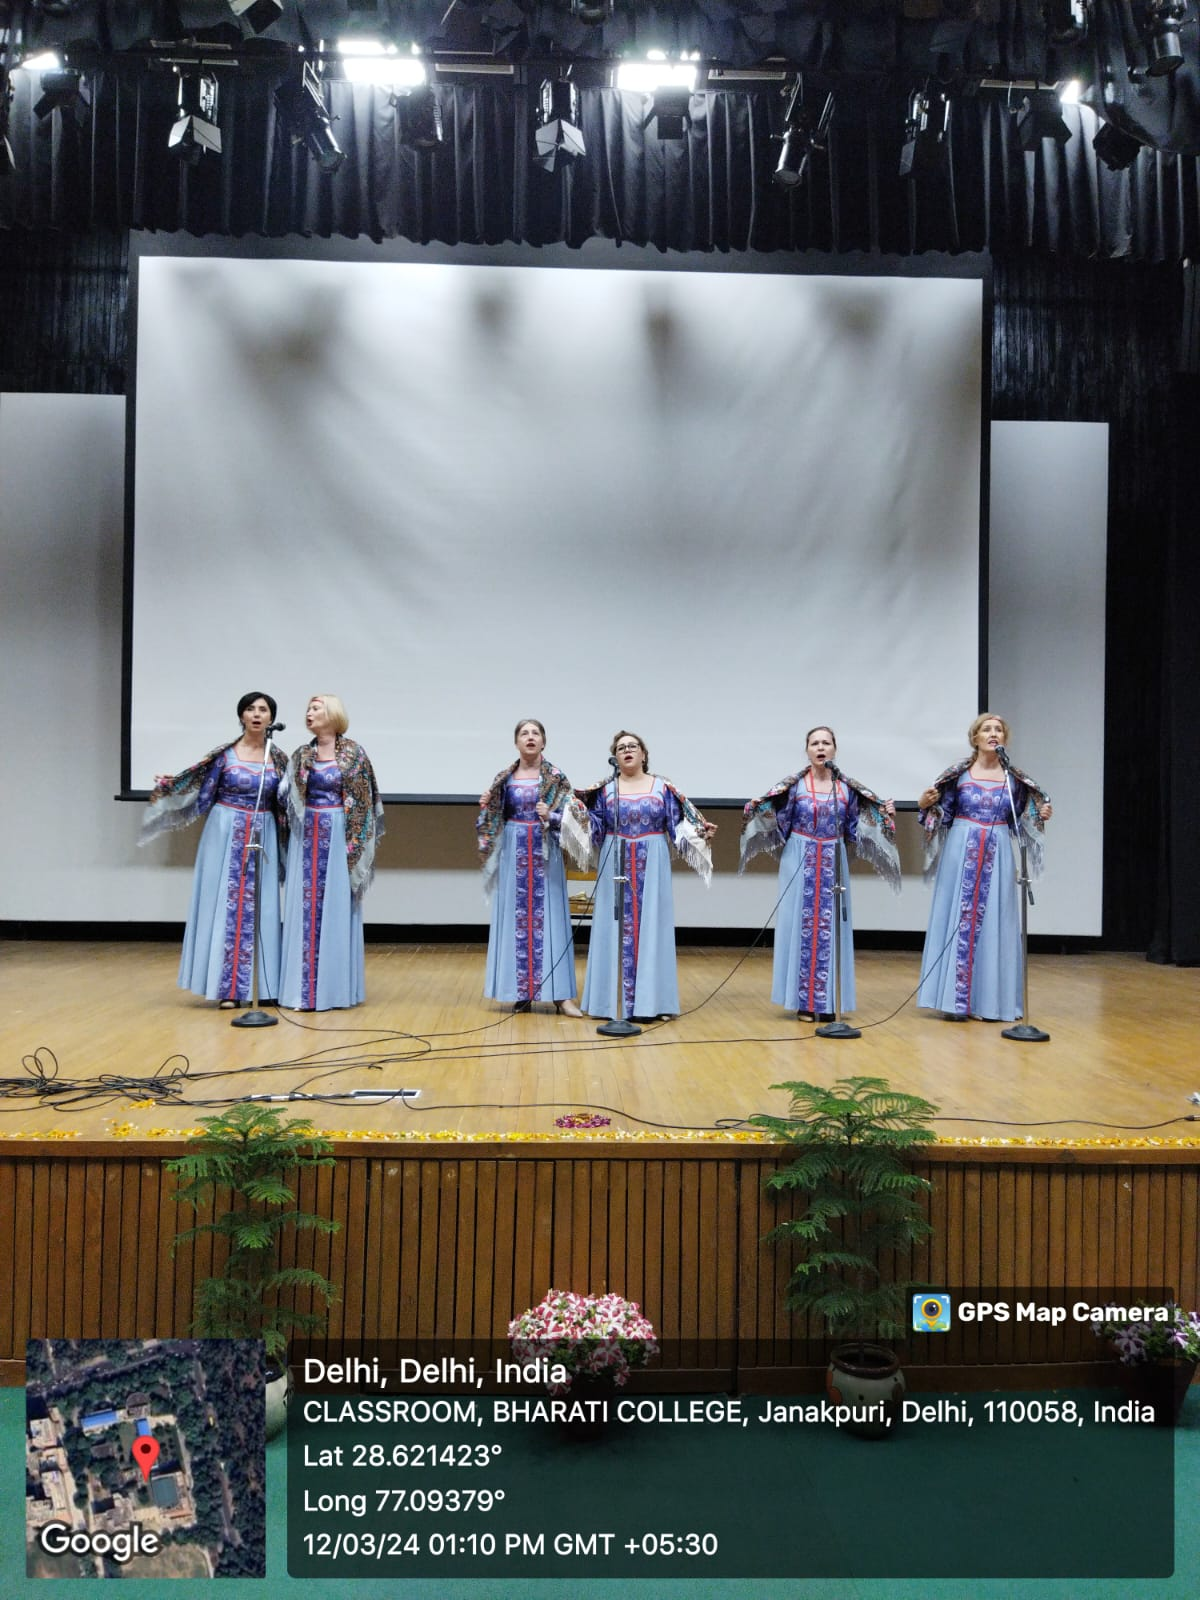 GPS Map Camera
Delhi, Delhi, India
CLASSROOM, BHARATI COLLEGE, Janakpuri, Delhi, 110058, India
Lat 28.621423°
Long 77.09379°
12/03/24 01:10 PM GMT +05:30
Google